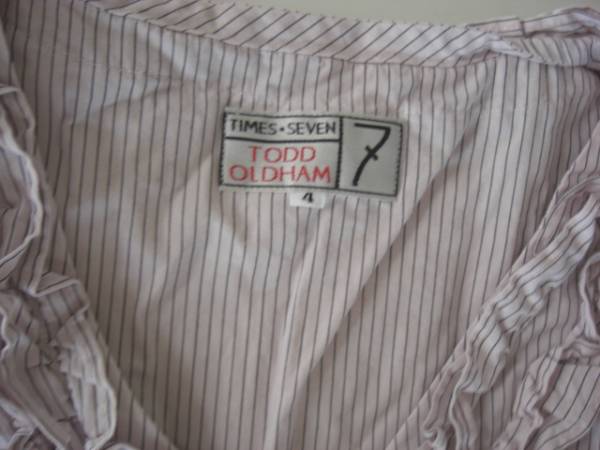 TIMES•SEVEN
TODD
OLDHAM
7
4